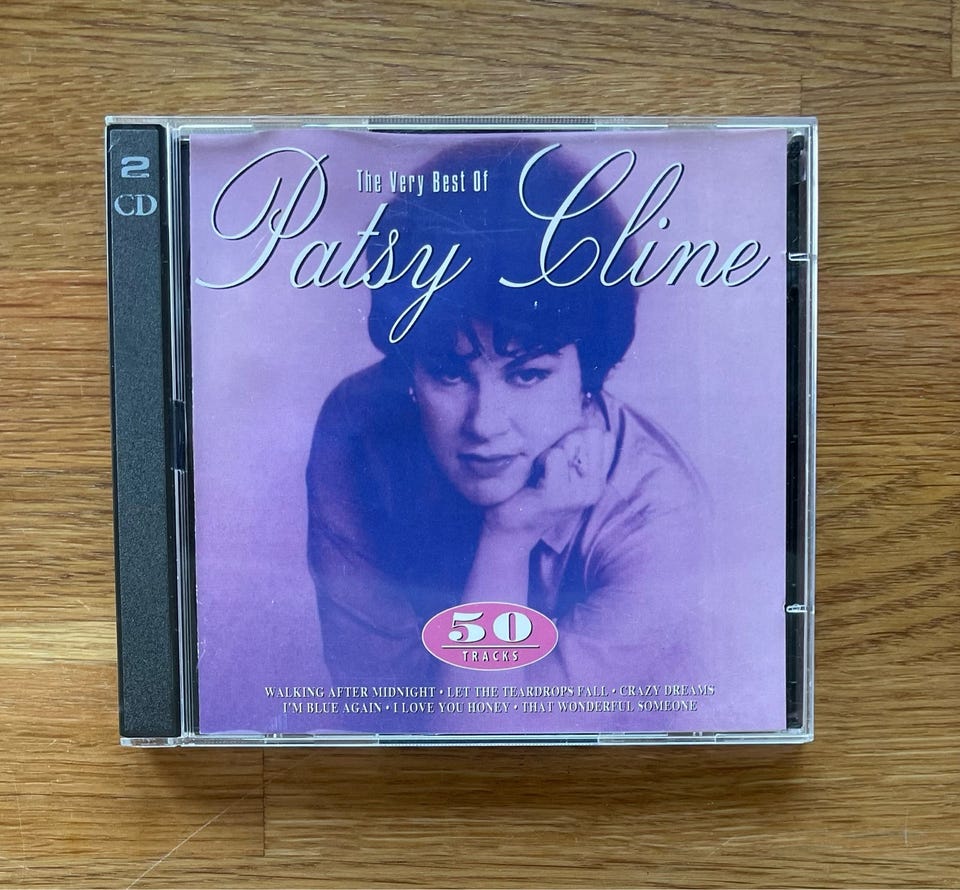 2
CD
The Very Best Of
Patsy Cline
50
TRACKS
WALKING AFTER MIDNIGHT • LET THE TEARDROPS FALL • CRAZY DREAMS
I'M BLUE AGAIN • I LOVE YOU HONEY • THAT WONDERFUL SOMEONE